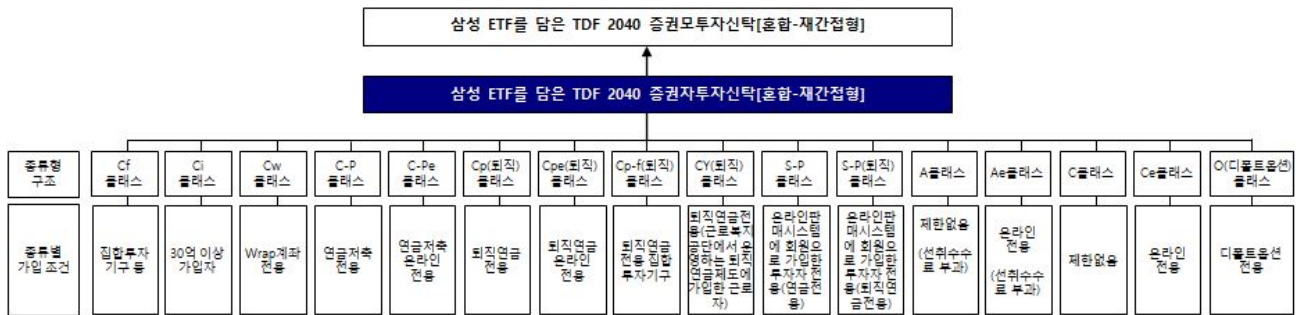 삼성 ETF를 담은 TDF 2040 증권모투자신탁[혼합-재간접형]
삼성 ETF를 담은 TDF 2040 증권자투자신탁[혼합-재간접형]
종류형
구조
Cf
클래스
Ci
클래스
Cw
클래스
C-P
클래스
C-Pe
클래스
Cp(퇴직)
클래스
Cpe(퇴직)
클래스
Cp-f(퇴직)
클래스
CY(퇴직)
클래스
S-P
클래스
S-P(퇴직)
클래스
A클래스
Ae클래스
C클래스
Ce클래스
O(디폴트옵션)
클래스
종류별
가입 조건
집합투자
기구 등
30억 이상
가입자
Wrap계좌
전용
연금저축
전용
연금저축
온라인
전용
퇴직연금
전용
퇴직연금
온라인
전용
퇴직연금
전용 집합
투자기구
퇴직연금전
용(근로복지
공단에서 운
영하는 퇴직
연금제도에
가입한 근로
자)
온라인판
매시스템
에 회원으
로 가입한
투자자 전
용(연금전
용)
온라인판
매시스템
에 회원으
로 가입한
투자자 전
용(퇴직연
금전용)
제한없음
(선취수수
료 부과)
온라인
전용
(선취수수
료 부과)
제한없음
온라인
전용
디폴트옵션
전용